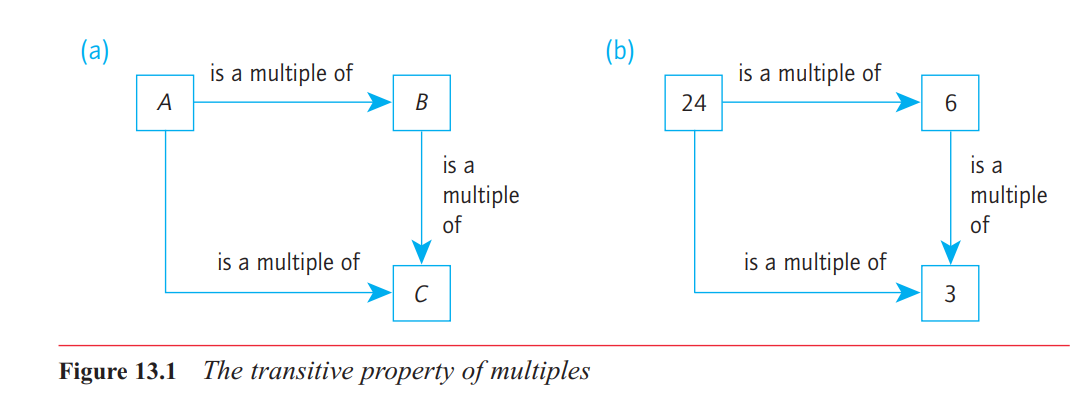 (a)
is a multiple of
A
B
is a
multiple
of
is a multiple of
C
(b)
is a multiple of
24
6
is a
multiple
of
is a multiple of
3
Figure 13.1 The transitive property of multiples